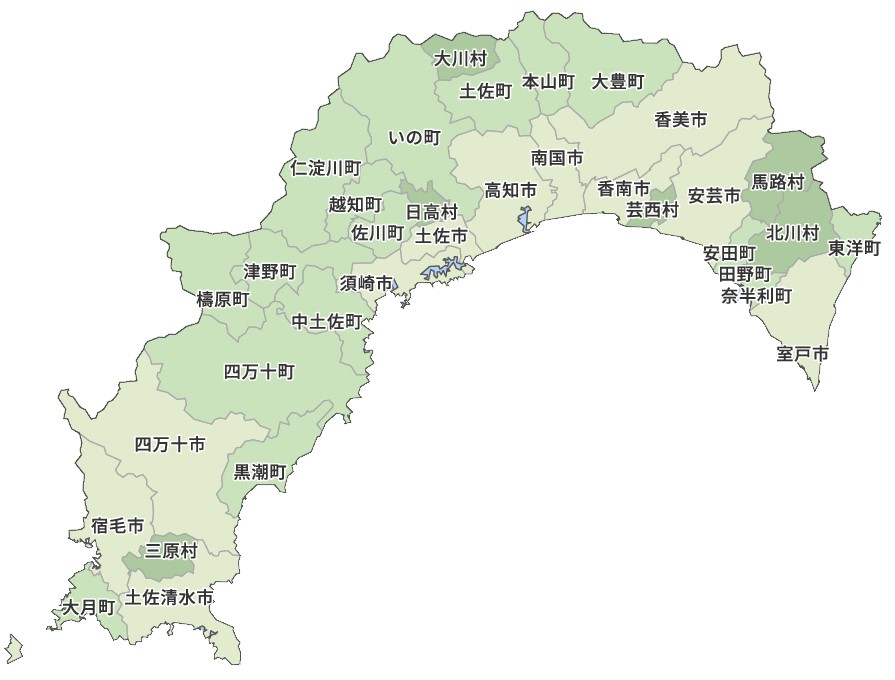 大川村
本山町
大豊町
土佐町
香美市
いの町
南国市
仁淀川町
馬路村
高知市
香南市
安芸市
越知町
日高村
芸西村
佐川町
土佐市
北川村
東洋町
安田町
津野町
田野町
須崎市
檮原町
奈半利町
中土佐町
室戸市
四万十町
四万十市
黒潮町
宿毛市
三原村
土佐清水市
大月町